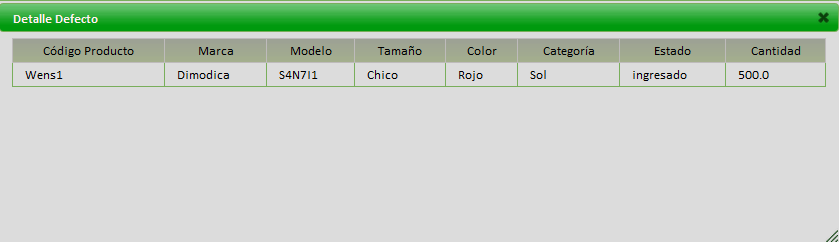 Detalle Defecto
Código Producto Marca Modelo Tamaño Color Categoría Estado Cantidad
Wens1 Dimodica S4N7I1 Chico Rojo Sol ingresado 500.0